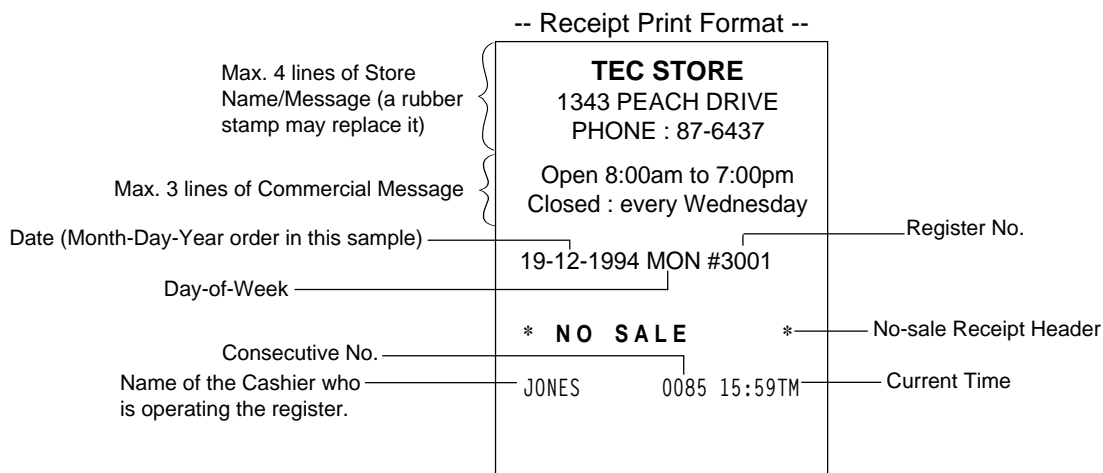 -- Receipt Print Format --
Max. 4 lines of Store
Name/Message (a rubber
stamp may replace it)
TEC STORE
1343 PEACH DRIVE
PHONE : 87-6437
Max. 3 lines of Commercial Message
Open 8:00am to 7:00pm
Closed : every Wednesday
Date (Month-Day-Year order in this sample)
Register No.
19-12-1994 MON #3001
Day-of-Week
* NO SALE *
No-sale Receipt Header
Consecutive No.
Name of the Cashier who
is operating the register.
JONES 0085 15:59TM
Current Time